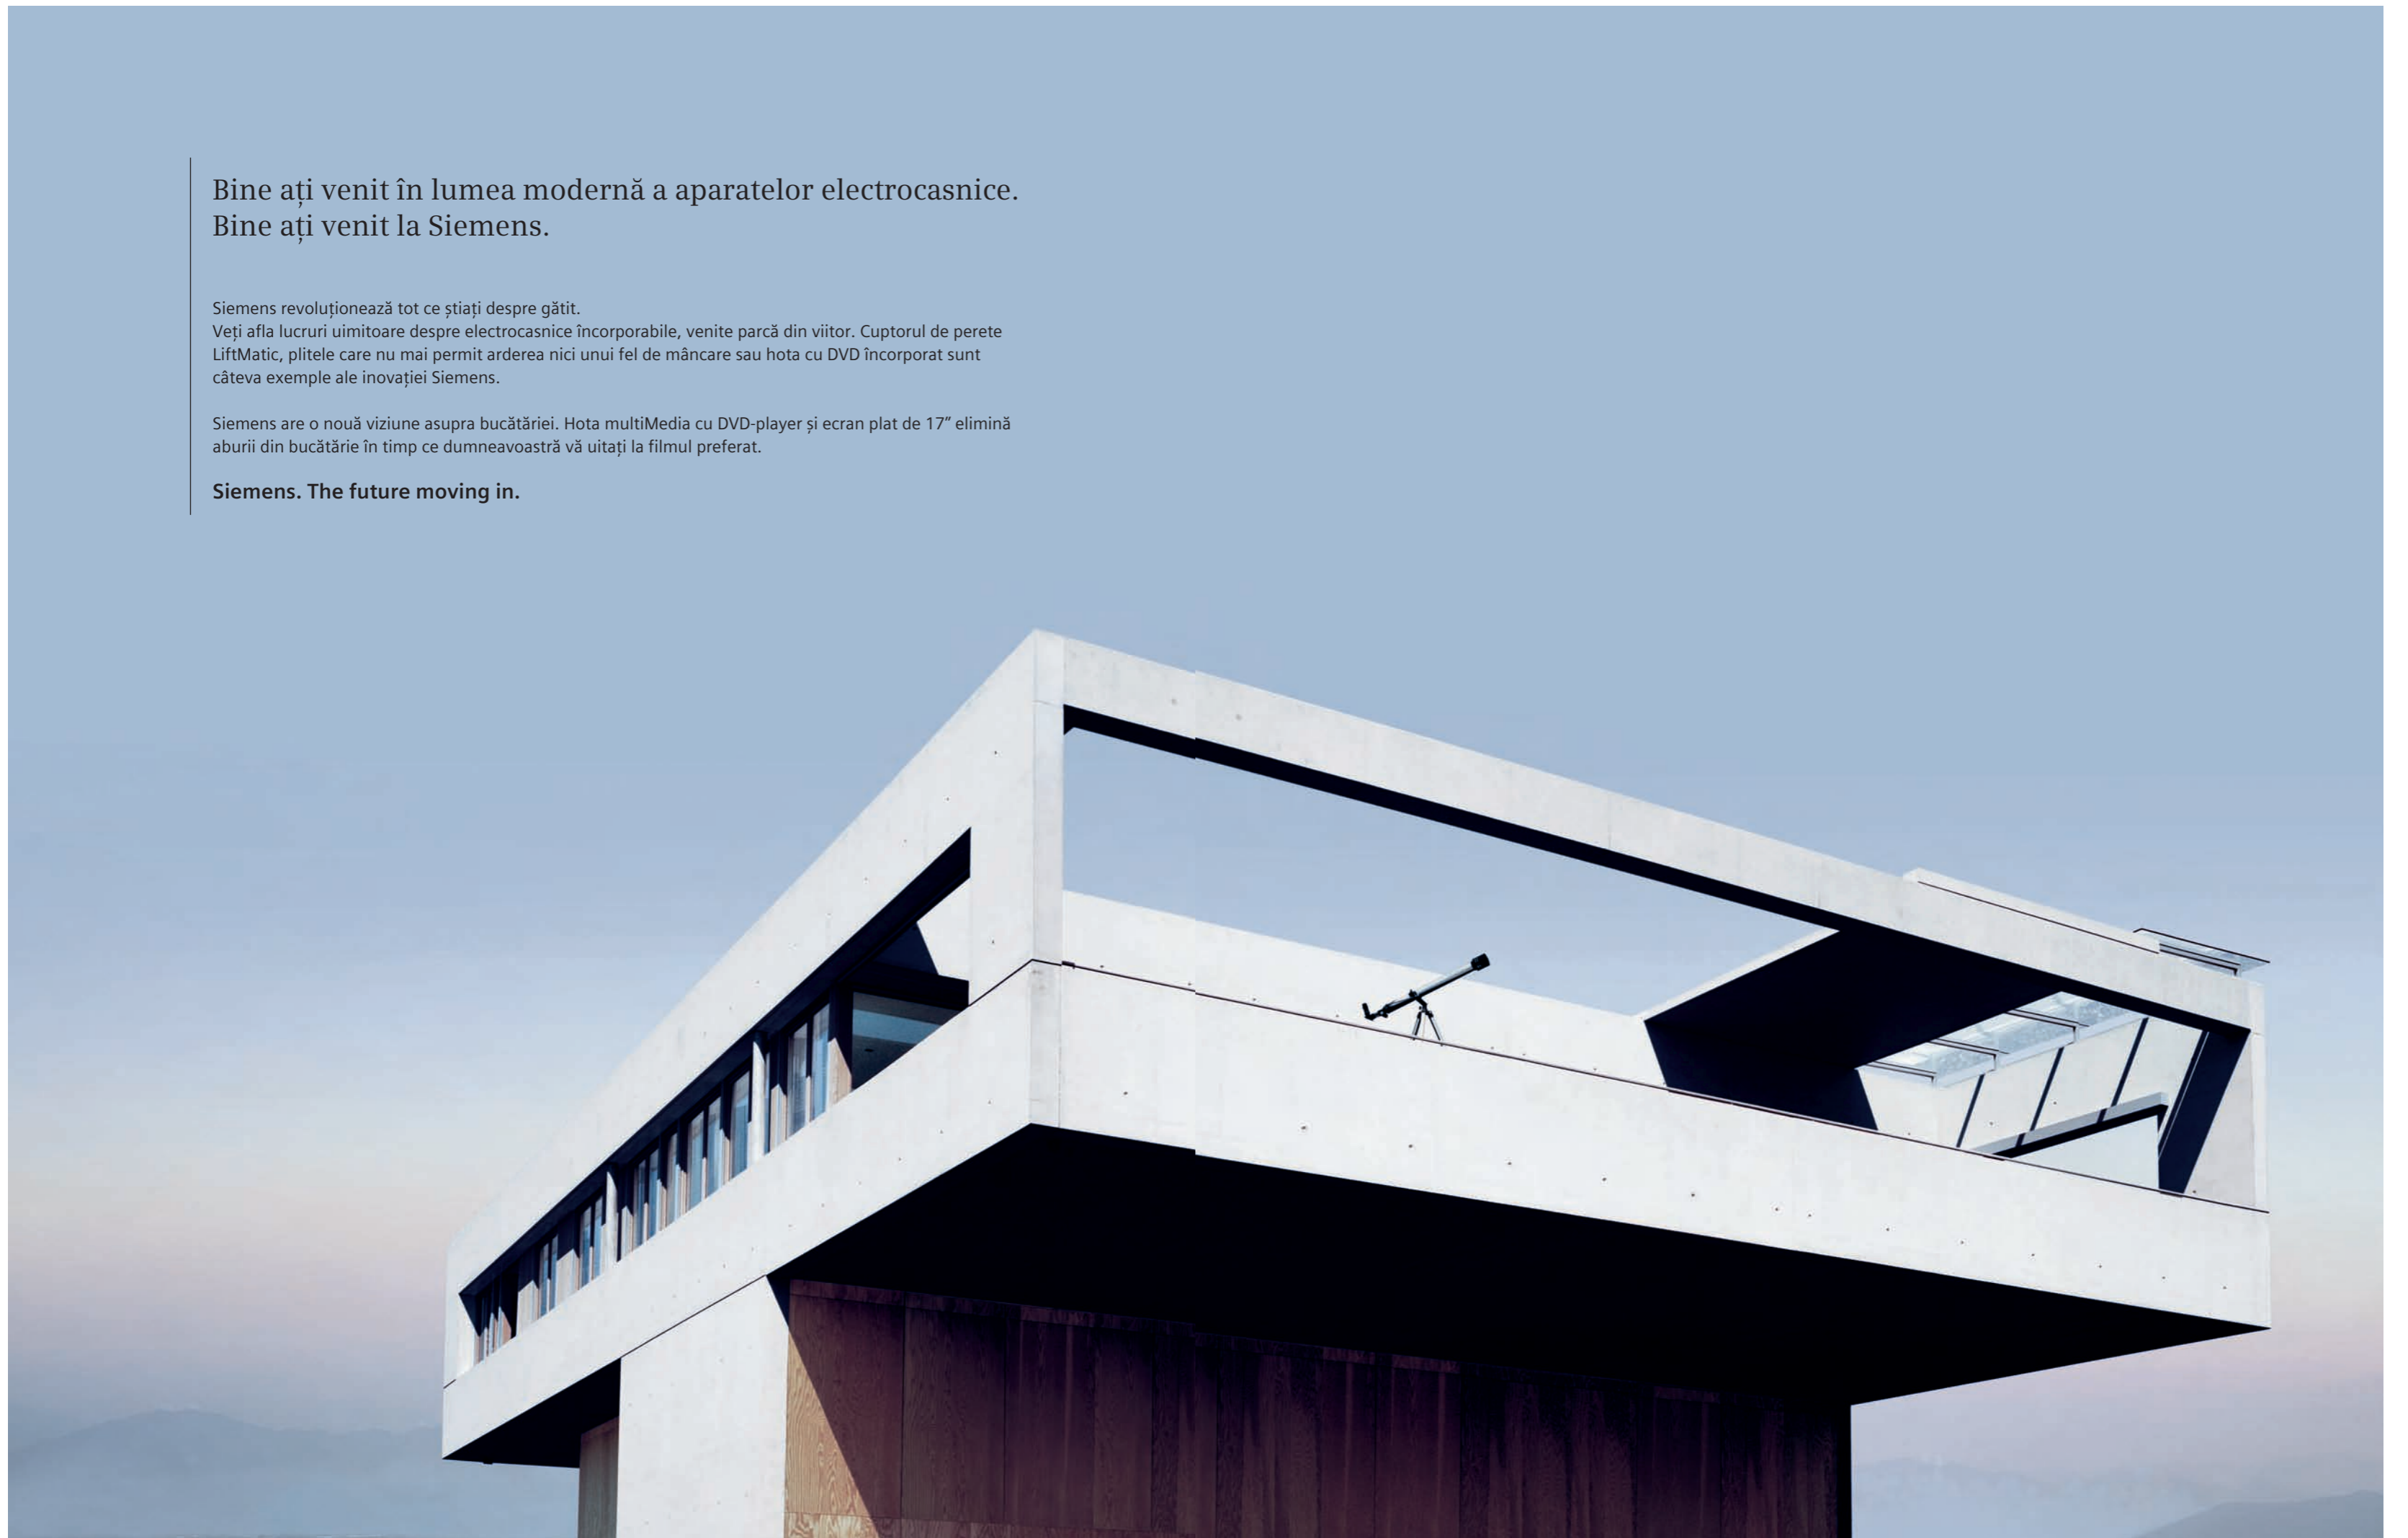 Bine ați venit în lumea modernă a aparatelor electrocasnice.
Bine ați venit la Siemens.
Siemens revoluționează tot ce știați despre gătit.
Veți afla lucruri uimitoare despre electrocasnice încorporabile, venite parcă din viitor. Cuptorul de perete
LiftMatic, plitele care nu mai permit arderea nici unui fel de mâncare sau hota cu DVD încorporat sunt
câteva exemple ale inovației Siemens.
Siemens are o nouă viziune asupra bucătăriei. Hota multiMedia cu DVD-player și ecran plat de 17” elimină
aburii din bucătărie în timp ce dumneavoastră vă uitați la filmul preferat.
Siemens. The future moving in.